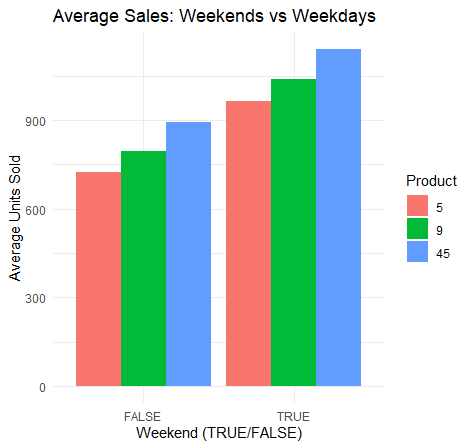 Average Sales: Weekends vs Weekdays
Average Units Sold
900
600
300
0
FALSE
TRUE
Weekend (TRUE/FALSE)
Product
5
9
45